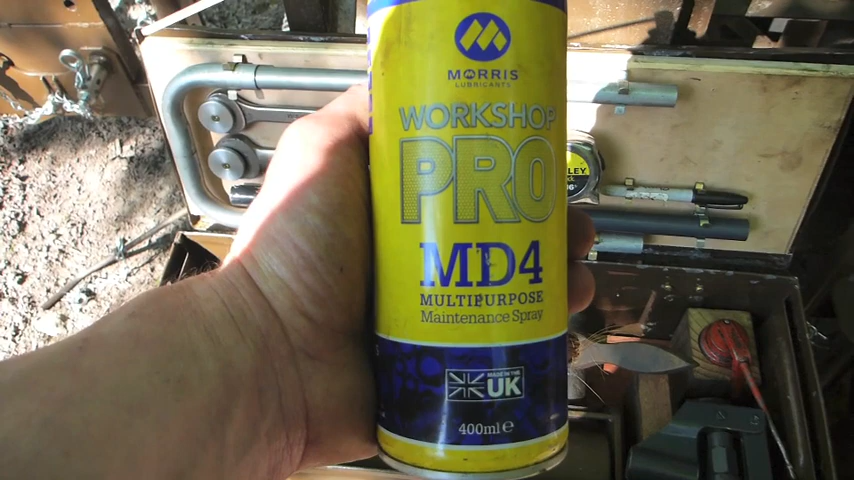 MORRIS
LUBRICANTS
WORKSHOP
PRO
MD4
MULTIPURPOSE
Maintenance Spray
MADE IN THE
UK
400ml e